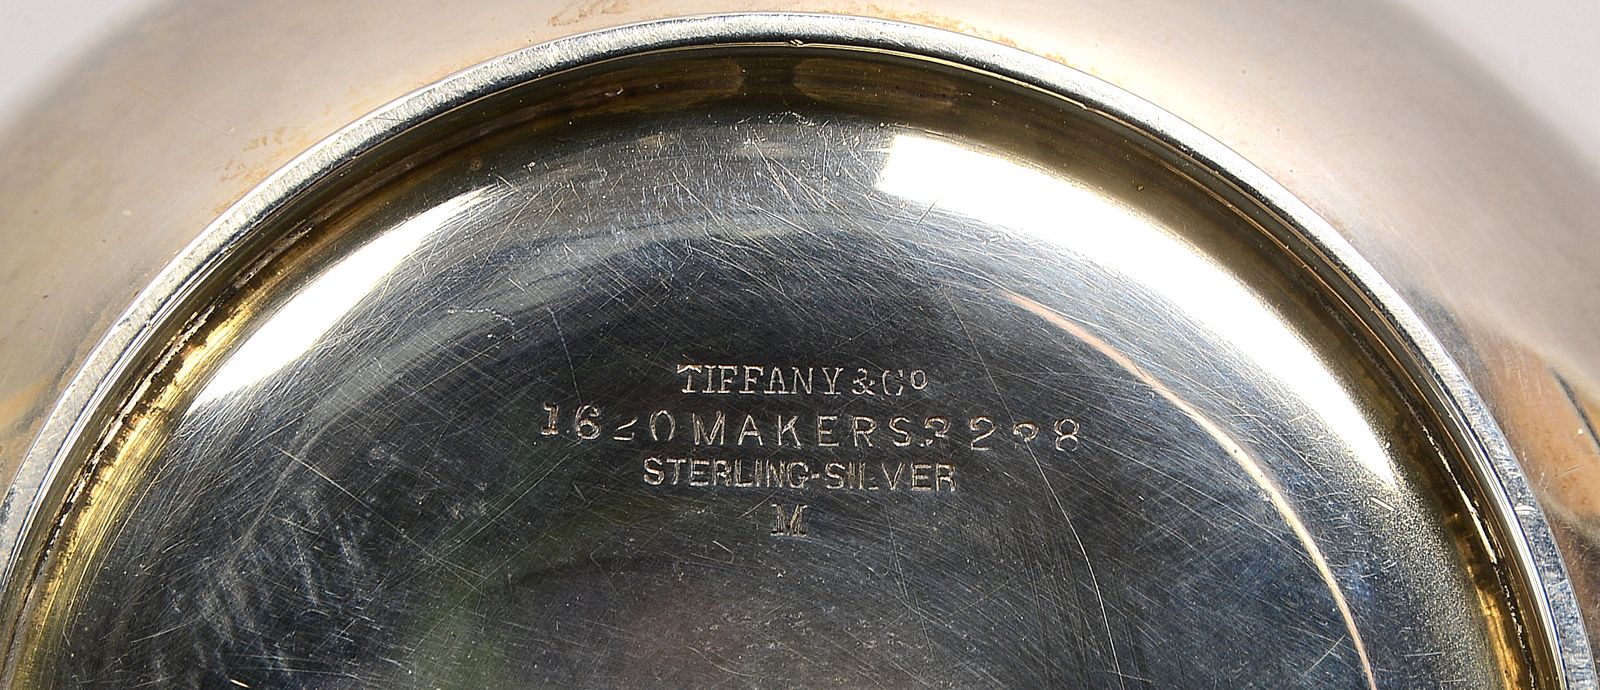 TIFFANY & Co
MAKERS
STERLING-SILVER
M